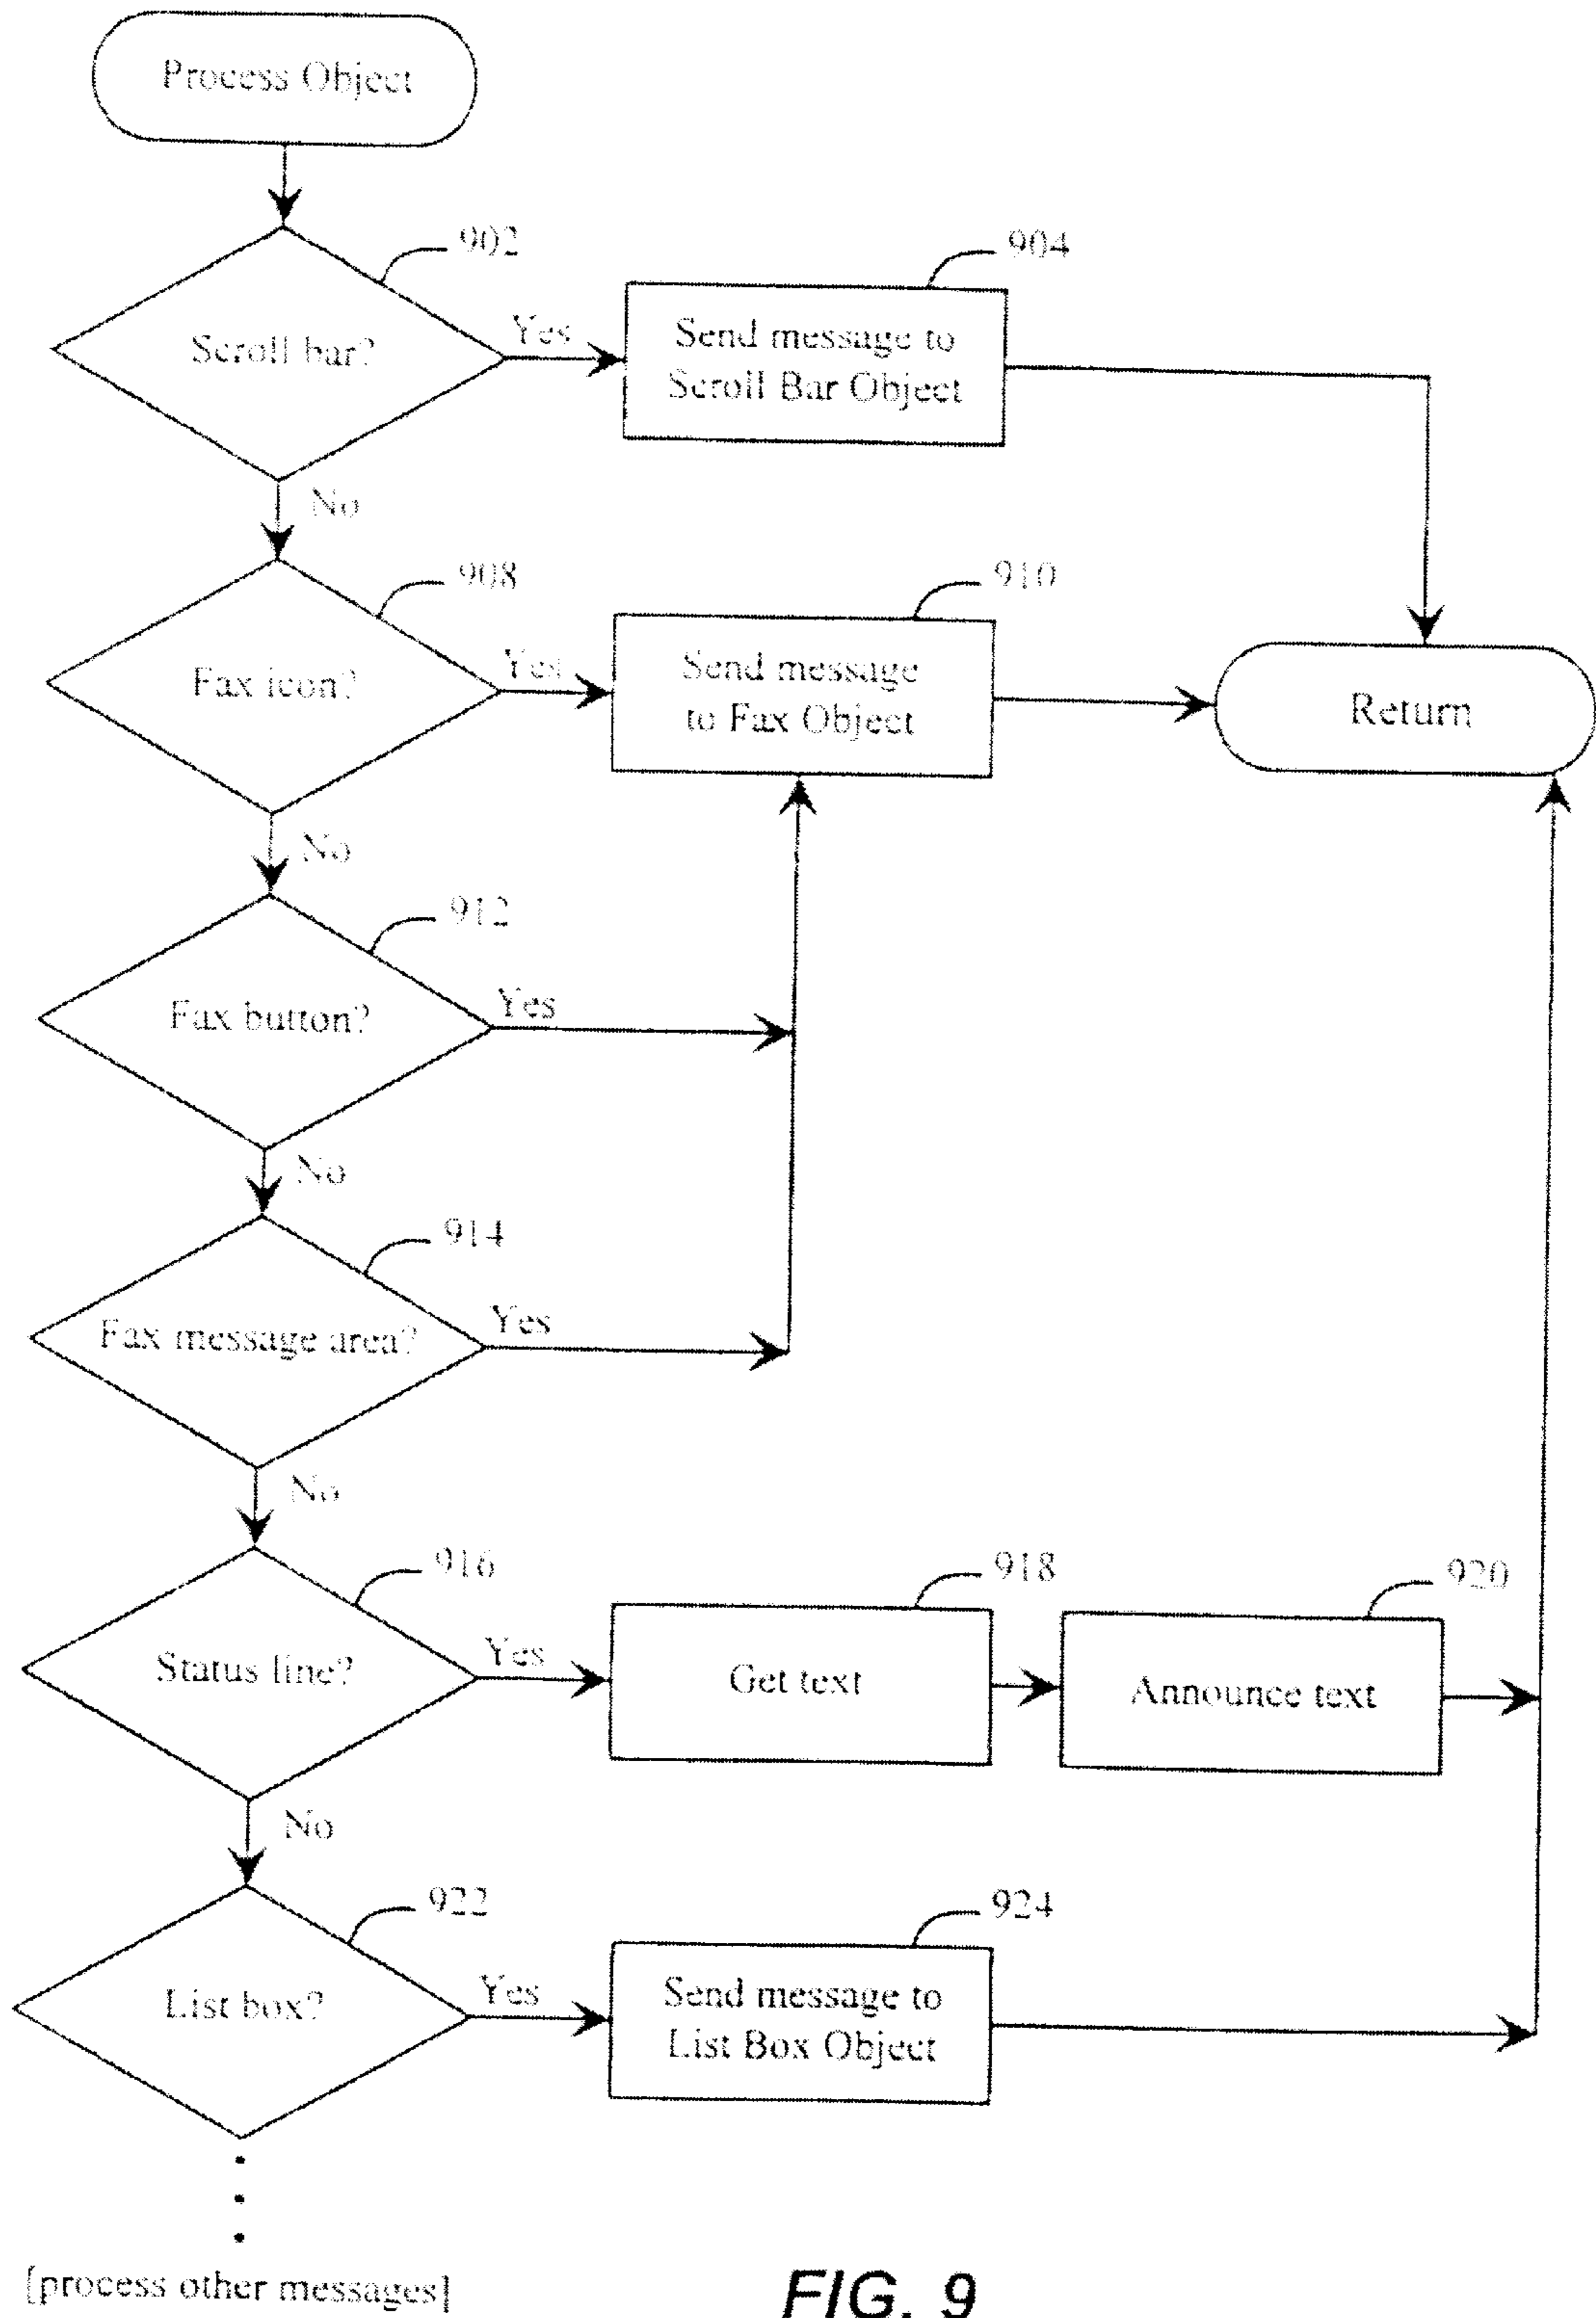 Process Object
902
Scroll bar?
Yes
904
Send message to
Scroll Bar Object
No
908
Fax icon?
Yes
910
Send message
to Fax Object
Return
No
912
Fax button?
Yes
No
914
Fax message area?
Yes
No
916
Status line?
Yes
918
Get text
920
Announce text
No
922
List box?
Yes
924
Send message to
List Box Object
[process other messages]
FIG. 9